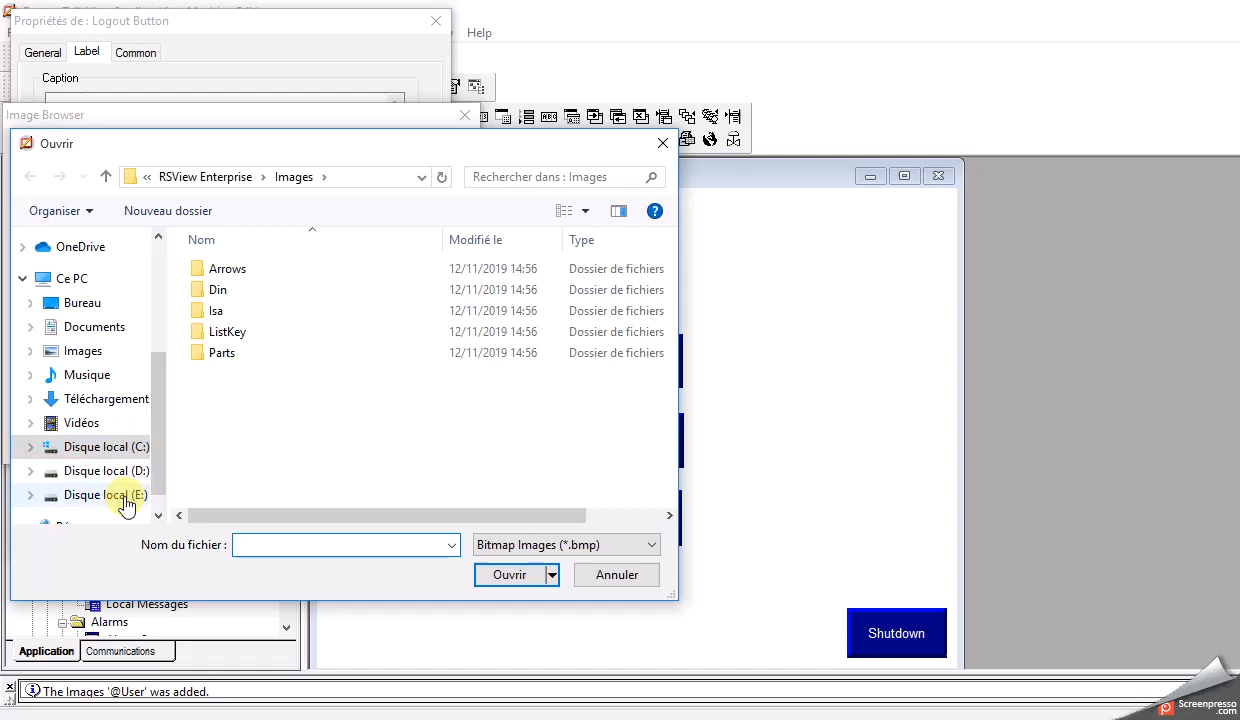 Propriétés de : Logout Button
Help
General
Label
Common
Caption
Image Browser
Ouvrir
« RSView Enterprise > Images >
Rechercher dans : Images
Organiser
Nouveau dossier
OneDrive
Ce PC
Bureau
Documents
Images
Musique
Téléchargement
Vidéos
Disque local (C:)
Disque local (D:)
Disque local (E:)
Nom
Modifié le
Type
Arrows 12/11/2019 14:56 Dossier de fichiers
Din 12/11/2019 14:56 Dossier de fichiers
Isa 12/11/2019 14:56 Dossier de fichiers
ListKey 12/11/2019 14:56 Dossier de fichiers
Parts 12/11/2019 14:56 Dossier de fichiers
Nom du fichier :
Bitmap Images (*.bmp)
Ouvrir
Annuler
Local Messages
Alarms
Application
Communications
Shutdown
The Images '@User' was added.
Screenpresso
.com